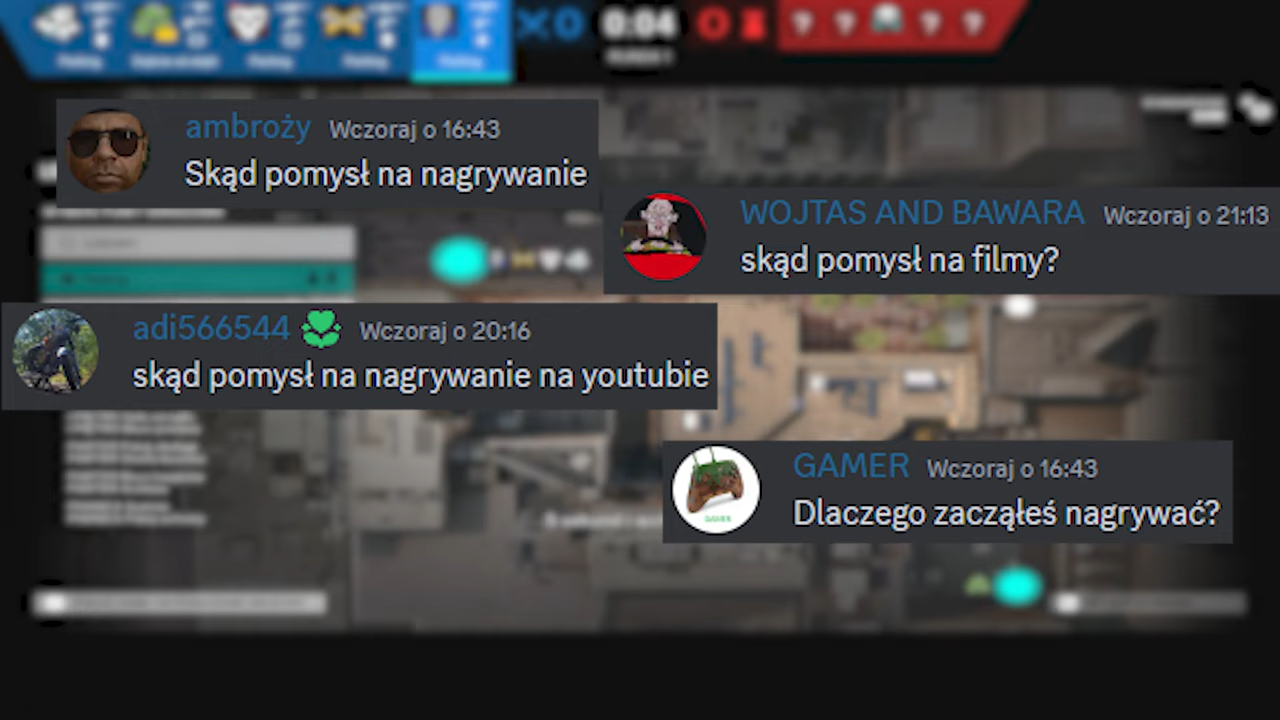 0:04
? ? ? ?
ambroży Wczoraj o 16:43
Skąd pomysł na nagrywanie
WOJTAS AND BAWARA Wczoraj o 21:13
skąd pomysł na filmy?
adi566544 Wczoraj o 20:16
skąd pomysł na nagrywanie na youtubie
GAMER Wczoraj o 16:43
Dlaczego zacząłeś nagrywać?